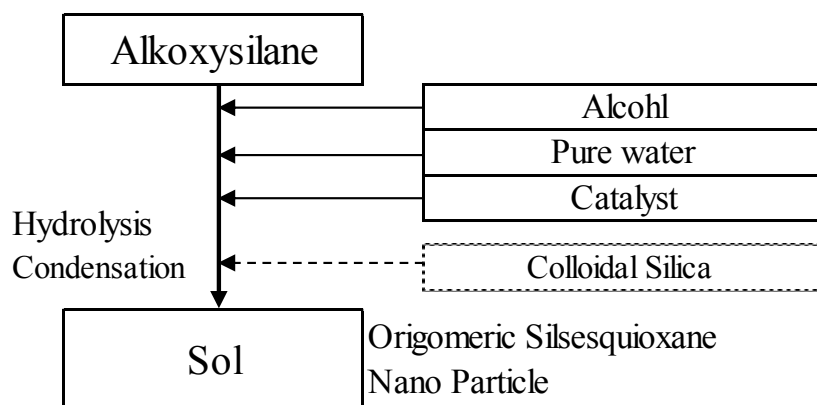 Alkoxysilane
Alcohl
Pure water
Catalyst
Hydrolysis
Condensation
Colloidal Silica
Sol
Origomeric Silsesquioxane
Nano Particle